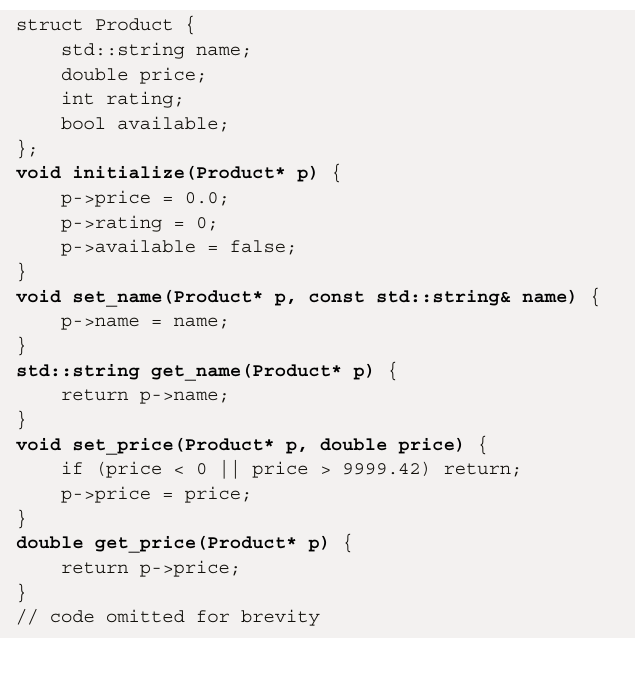 struct Product {
    std::string name;
    double price;
    int rating;
    bool available;
};
void initialize(Product* p) {
    p->price = 0.0;
    p->rating = 0;
    p->available = false;
}
void set_name(Product* p, const std::string& name) {
    p->name = name;
}
std::string get_name(Product* p) {
    return p->name;
}
void set_price(Product* p, double price) {
    if (price < 0 || price > 9999.42) return;
    p->price = price;
}
double get_price(Product* p) {
    return p->price;
}
// code omitted for brevity